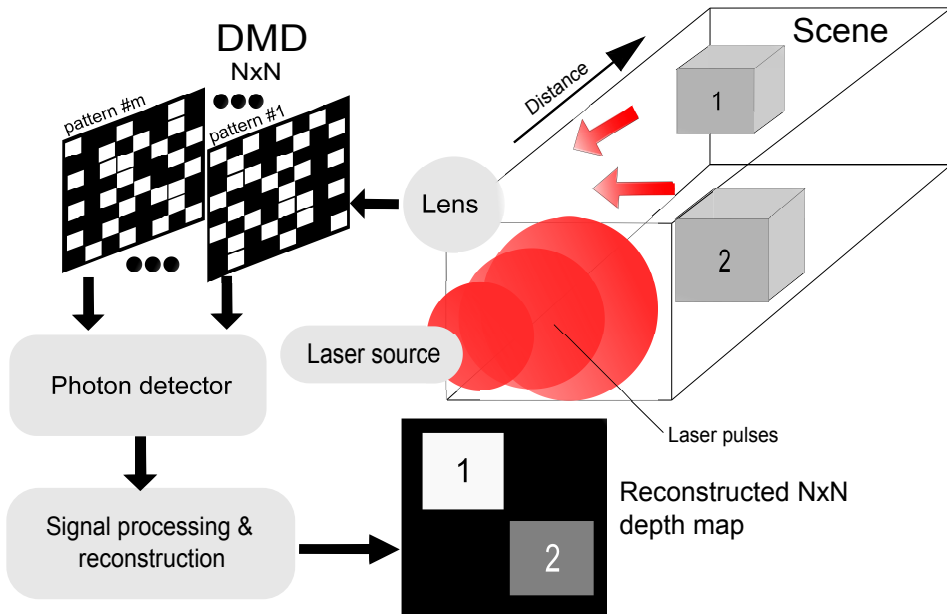 DMD
NxN
pattern #m
pattern #1
Scene
Distance
1
2
Lens
Laser source
Photon detector
Laser pulses
1
2
Reconstructed NxN
depth map
Signal processing &
reconstruction